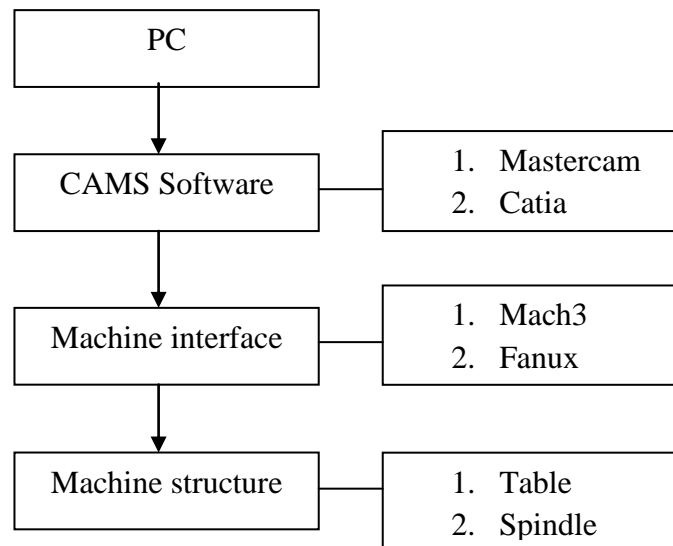 PC
CAMS Software
1. Mastercam
2. Catia
Machine interface
1. Mach3
2. Fanux
Machine structure
1. Table
2. Spindle